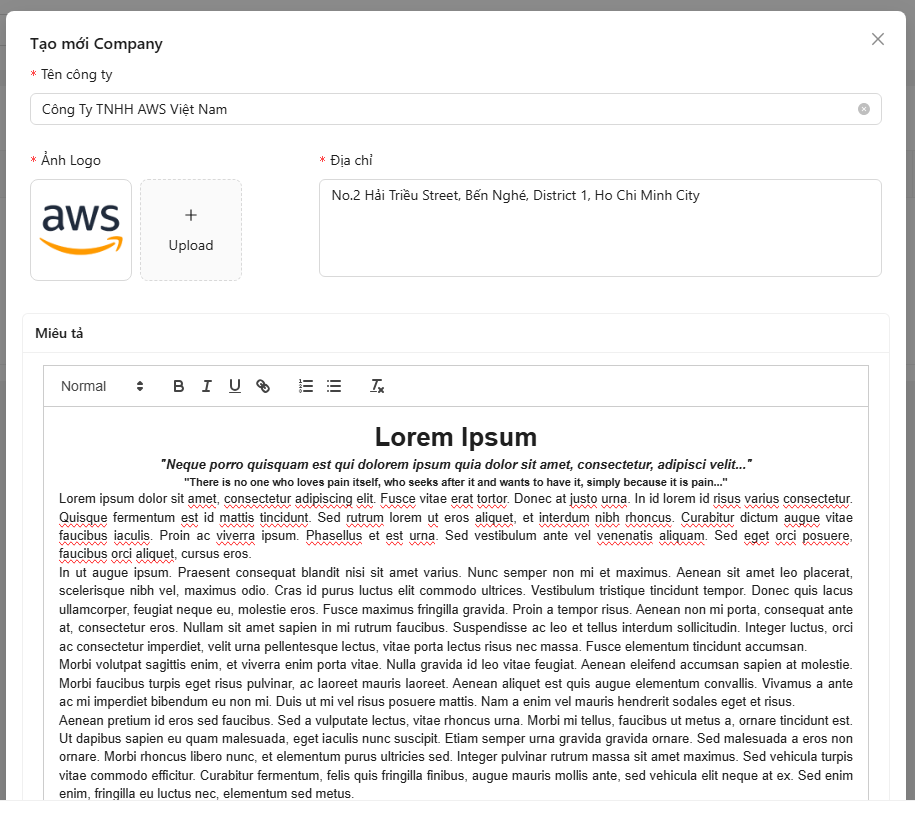 Tạo mới Company
* Tên công ty
Công Ty TNHH AWS Việt Nam
* Ảnh Logo
* Địa chỉ
aws
+
Upload
No.2 Hải Triều Street, Bến Nghé, District 1, Ho Chi Minh City
Miêu tả
Normal B I U
Lorem Ipsum
"Neque porro quisquam est qui dolorem ipsum quia dolor sit amet, consectetur, adipisci velit..."
"There is no one who loves pain itself, who seeks after it and wants to have it, simply because it is pain..."
Lorem ipsum dolor sit amet, consectetur adipiscing elit. Fusce vitae erat tortor. Donec at justo urna. In id lorem id risus varius consectetur.
Quisque fermentum est id mattis tincidunt. Sed rutrum lorem ut eros aliquet, et interdum nibh rhoncus. Curabitur dictum augue vitae
faucibus iaculis. Proin ac viverra ipsum. Phasellus et est urna. Sed vestibulum ante vel venenatis aliquam. Sed eget orci posuere,
faucibus orci aliquet, cursus eros.
In ut augue ipsum. Praesent consequat blandit nisi sit amet varius. Nunc semper non mi et maximus. Aenean sit amet leo placerat,
scelerisque nibh vel, maximus odio. Cras id purus luctus elit commodo ultrices. Vestibulum tristique tincidunt tempor. Donec quis lacus
ullamcorper, feugiat neque eu, molestie eros. Fusce maximus fringilla gravida. Proin a tempor risus. Aenean non mi porta, consequat ante
at, consectetur eros. Nullam sit amet sapien in mi rutrum faucibus. Suspendisse ac leo et tellus interdum sollicitudin. Integer luctus, orci
ac consectetur imperdiet, velit urna pellentesque lectus, vitae porta lectus risus nec massa. Fusce elementum tincidunt accumsan.
Morbi volutpat sagittis enim, et viverra enim porta vitae. Nulla gravida id leo vitae feugiat. Aenean eleifend accumsan sapien at molestie.
Morbi faucibus turpis eget risus pulvinar, ac laoreet mauris laoreet. Aenean aliquet est quis augue elementum convallis. Vivamus a ante
ac mi imperdiet bibendum eu non mi. Duis ut mi vel risus posuere mattis. Nam a enim vel mauris hendrerit sodales eget et risus.
Aenean pretium id eros sed faucibus. Sed a vulputate lectus, vitae rhoncus urna. Morbi mi tellus, faucibus ut metus a, ornare tincidunt est.
Ut dapibus sapien eu quam malesuada, eget iaculis nunc suscipit. Etiam semper urna gravida gravida ornare. Sed malesuada a eros non
ornare. Morbi rhoncus libero nunc, et elementum purus ultricies sed. Integer pulvinar rutrum massa sit amet maximus. Sed vehicula turpis
vitae commodo efficitur. Curabitur fermentum, felis quis fringilla finibus, augue mauris mollis ante, sed vehicula elit neque at ex. Sed enim
enim, fringilla eu luctus nec, elementum sed metus.